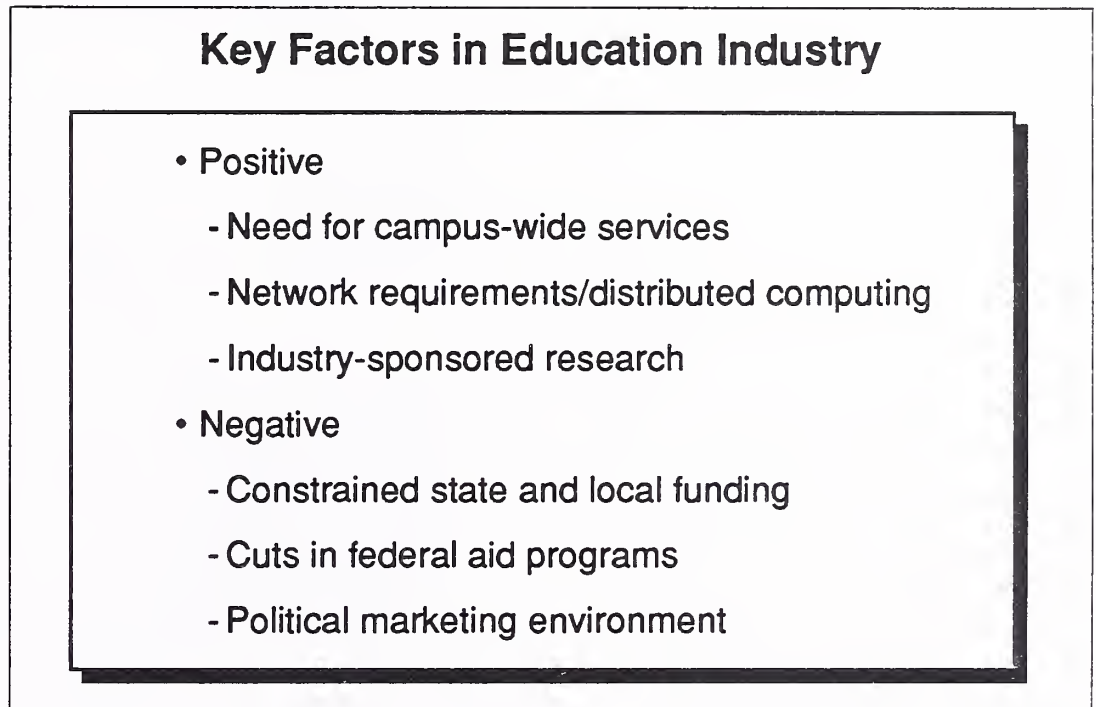 Key Factors in Education Industry
• Positive
- Need for campus-wide services
- Network requirements/distributed computing
- Industry-sponsored research
• Negative
- Constrained state and local funding
- Cuts in federal aid programs
- Political marketing environment